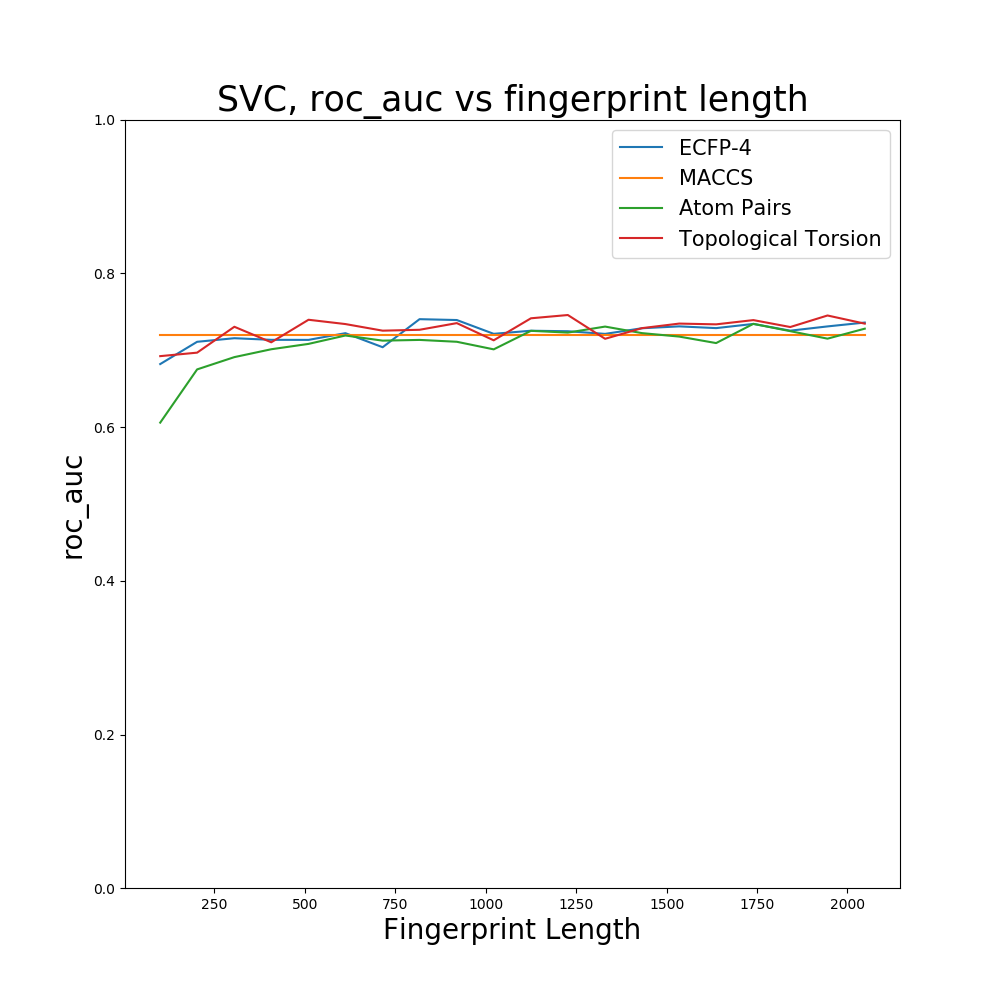 SVC, roc_auc vs fingerprint length
1.0
0.8
0.6
0.4
0.2
0.0
roc_auc
ECFP-4
MACCS
Atom Pairs
Topological Torsion
250 500 750 1000 1250 1500 1750 2000
Fingerprint Length